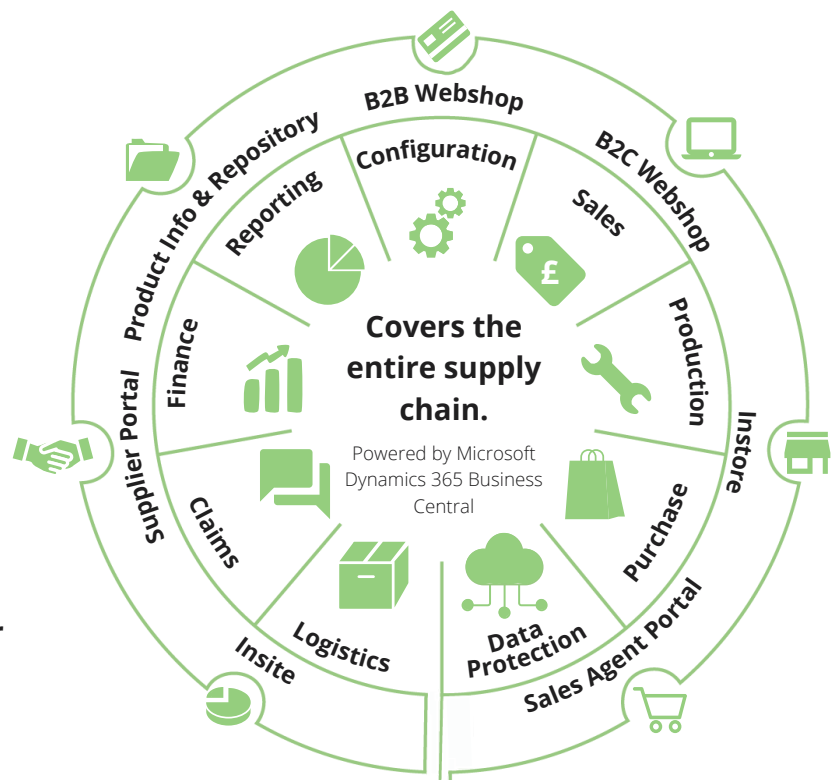 B2B Webshop
B2C Webshop
Instore
Sales Agent Portal
Insite
Supplier Portal
Product Info & Repository
Configuration
Sales
£
Production
Purchase
Data
Protection
Logistics
Claims
Finance
Reporting
Covers the
entire supply
chain.
Powered by Microsoft
Dynamics 365 Business
Central